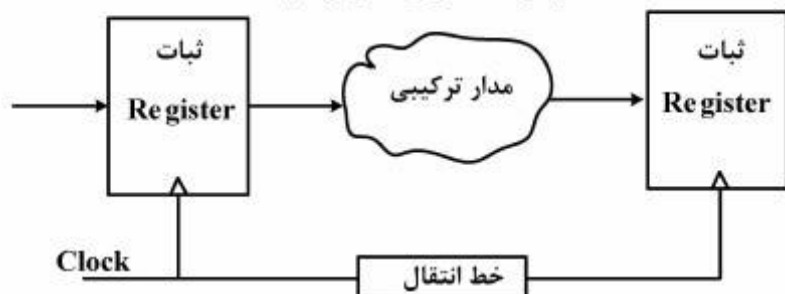 ثبات
Register
مدار ترکیبی
ثبات
Register
Clock
خط انتقال